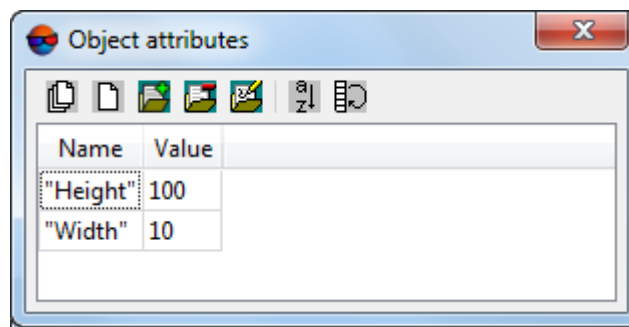 Object attributes
Name Value
"Height" 100
"Width" 10